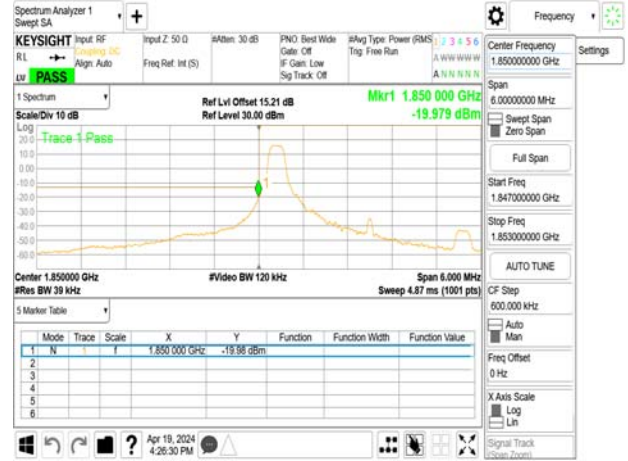 Spectrum Analyzer 1
Swept SA
+
Frequency
KEYSIGHT
Input: RF
Coupling: DC
Align: Auto
Input Z: 50 Ω
Freq Ref: Int (S)
#Atten: 30 dB
PNO: Best Wide
Gate: Off
IF Gain: Low
Sig Track: Off
#Avg Type: Power (RMS)
Trig: Free Run
1 2 3 4 5 6
A W W W W W
A N N N N N
RL
LXI PASS
Center Frequency
1.850000000 GHz
Settings
Span
6.00000000 MHz
Swept Span
Zero Span
Full Span
Start Freq
1.847000000 GHz
Stop Freq
1.853000000 GHz
AUTO TUNE
CF Step
600.000 kHz
Auto
Man
Freq Offset
0 Hz
X Axis Scale
Log
Lin
Signal Track
(Span Zoom)
1 Spectrum
Scale/Div 10 dB
Ref Lvl Offset 15.21 dB
Ref Level 30.00 dBm
Mkr1 1.850 000 GHz
-19.979 dBm
Log
Trace 1 Pass
20.0
10.0
0.00
-10.0
-20.0
-30.0
-40.0
-50.0
-60.0
1
Center 1.850000 GHz
#Res BW 39 kHz
#Video BW 120 kHz
Span 6.000 MHz
Sweep 4.87 ms (1001 pts)
5 Marker Table
Mode Trace Scale X Y Function Function Width Function Value
1 N 1 f 1.850 000 GHz -19.98 dBm
2
3
4
5
6
?
Apr 19, 2024
4:26:30 PM